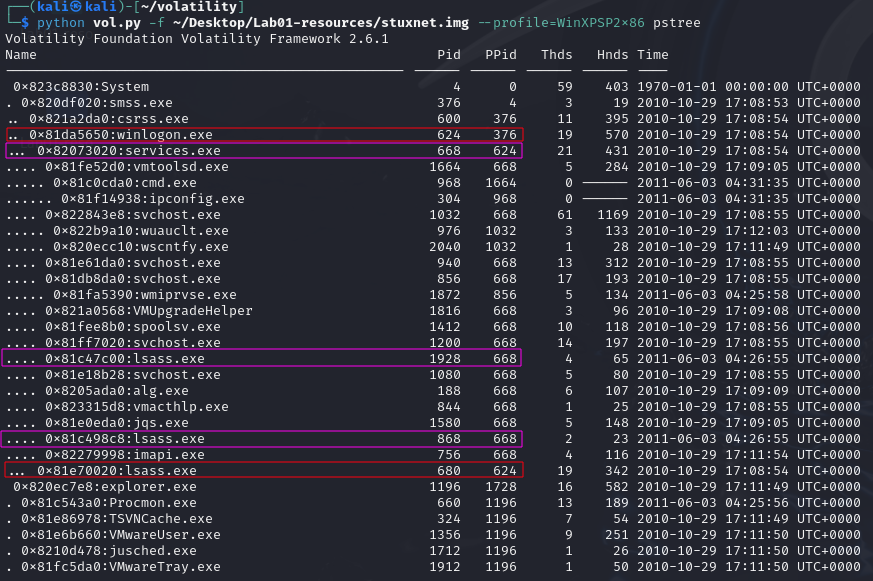 ┌──(kali㉿kali)-[~/volatility]
└─$ python vol.py -f ~/Desktop/Lab01-resources/stuxnet.img --profile=WinXPSP2×86 pstree
Volatility Foundation Volatility Framework 2.6.1
Name Pid PPid Thds Hnds Time
0×823c8830:System 4 0 59 403 1970-01-01 00:00:00 UTC+0000
. 0×820df020:smss.exe 376 4 3 19 2010-10-29 17:08:53 UTC+0000
.. 0×821a2da0:csrss.exe 600 376 11 395 2010-10-29 17:08:54 UTC+0000
.. 0×81da5650:winlogon.exe 624 376 19 570 2010-10-29 17:08:54 UTC+0000
... 0×82073020:services.exe 668 624 21 431 2010-10-29 17:08:54 UTC+0000
.... 0×81fe52d0:vmtoolsd.exe 1664 668 5 284 2010-10-29 17:09:05 UTC+0000
..... 0×81c0cda0:cmd.exe 968 1664 0 ------ 2011-06-03 04:31:35 UTC+0000
...... 0×81f14938:ipconfig.exe 304 968 0 ------ 2011-06-03 04:31:35 UTC+0000
.... 0×822843e8:svchost.exe 1032 668 61 1169 2010-10-29 17:08:55 UTC+0000
..... 0×822b9a10:wuauclt.exe 976 1032 3 133 2010-10-29 17:12:03 UTC+0000
..... 0×820ecc10:wscntfy.exe 2040 1032 1 28 2010-10-29 17:11:49 UTC+0000
.... 0×81e61da0:svchost.exe 940 668 13 312 2010-10-29 17:08:55 UTC+0000
.... 0×81db8da0:svchost.exe 856 668 17 193 2010-10-29 17:08:55 UTC+0000
..... 0×81fa5390:wmiprvse.exe 1872 856 5 134 2011-06-03 04:25:58 UTC+0000
.... 0×821a0568:VMUpgradeHelper 1816 668 3 96 2010-10-29 17:09:08 UTC+0000
.... 0×81fee8b0:spoolsv.exe 1412 668 10 118 2010-10-29 17:08:56 UTC+0000
.... 0×81ff7020:svchost.exe 1200 668 14 197 2010-10-29 17:08:55 UTC+0000
.... 0×81c47c00:lsass.exe 1928 668 4 65 2011-06-03 04:26:55 UTC+0000
.... 0×81e18b28:svchost.exe 1080 668 5 80 2010-10-29 17:08:55 UTC+0000
.... 0×8205ada0:alg.exe 188 668 6 107 2010-10-29 17:09:09 UTC+0000
.... 0×823315d8:vmacthlp.exe 844 668 1 25 2010-10-29 17:08:55 UTC+0000
.... 0×81e0eda0:jqs.exe 1580 668 5 148 2010-10-29 17:09:05 UTC+0000
.... 0×81c498c8:lsass.exe 868 668 2 23 2011-06-03 04:26:55 UTC+0000
.... 0×82279998:imapi.exe 756 668 4 116 2010-10-29 17:11:54 UTC+0000
... 0×81e70020:lsass.exe 680 624 19 342 2010-10-29 17:08:54 UTC+0000
0×820ec7e8:explorer.exe 1196 1728 16 582 2010-10-29 17:11:49 UTC+0000
. 0×81c543a0:Procmon.exe 660 1196 13 189 2011-06-03 04:25:56 UTC+0000
. 0×81e86978:TSVNCache.exe 324 1196 7 54 2010-10-29 17:11:49 UTC+0000
. 0×81e6b660:VMwareUser.exe 1356 1196 9 251 2010-10-29 17:11:50 UTC+0000
. 0×8210d478:jusched.exe 1712 1196 1 26 2010-10-29 17:11:50 UTC+0000
. 0×81fc5da0:VMwareTray.exe 1912 1196 1 50 2010-10-29 17:11:50 UTC+0000